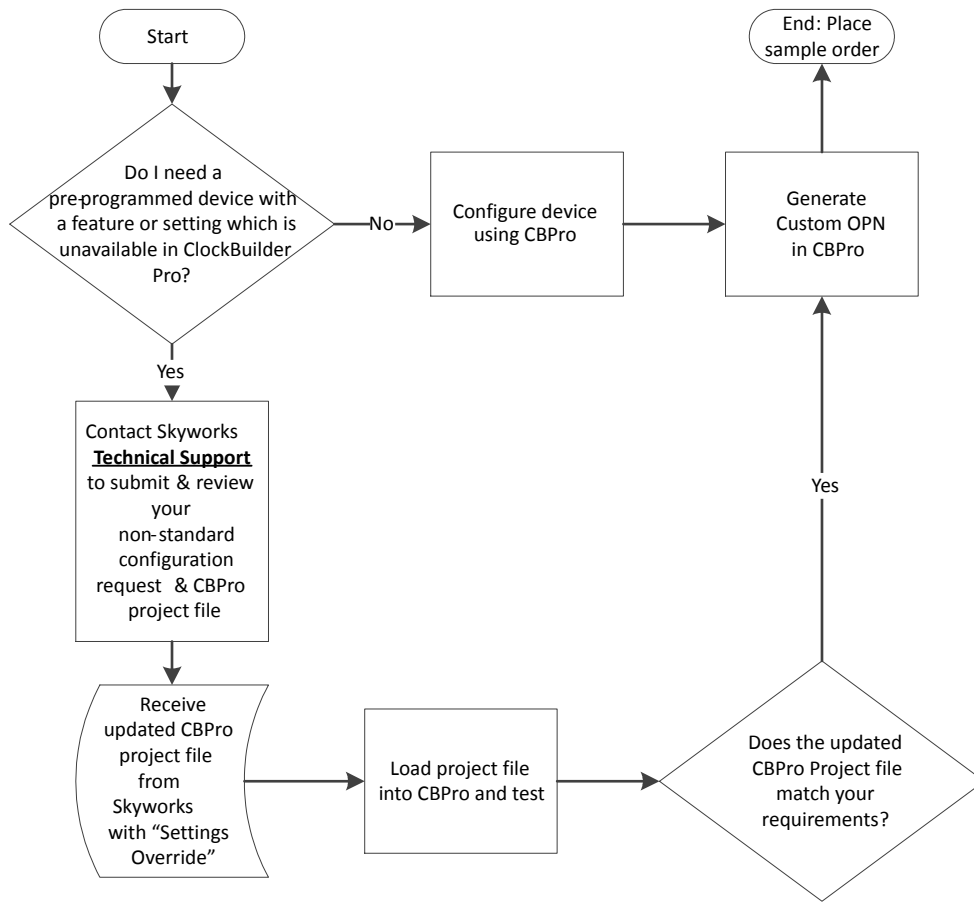 Start
End: Place
sample order
Do I need a
pre-programmed device with
a feature or setting which is
unavailable in ClockBuilder
Pro?
No
Configure device
using CBPro
Generate
Custom OPN
in CBPro
Yes
Contact Skyworks
Technical Support
to submit & review
your
non-standard
configuration
request & CBPro
project file
Yes
Receive
updated CBPro
project file
from
Skyworks
with “Settings
Override”
Load project file
into CBPro and test
Does the updated
CBPro Project file
match your
requirements?